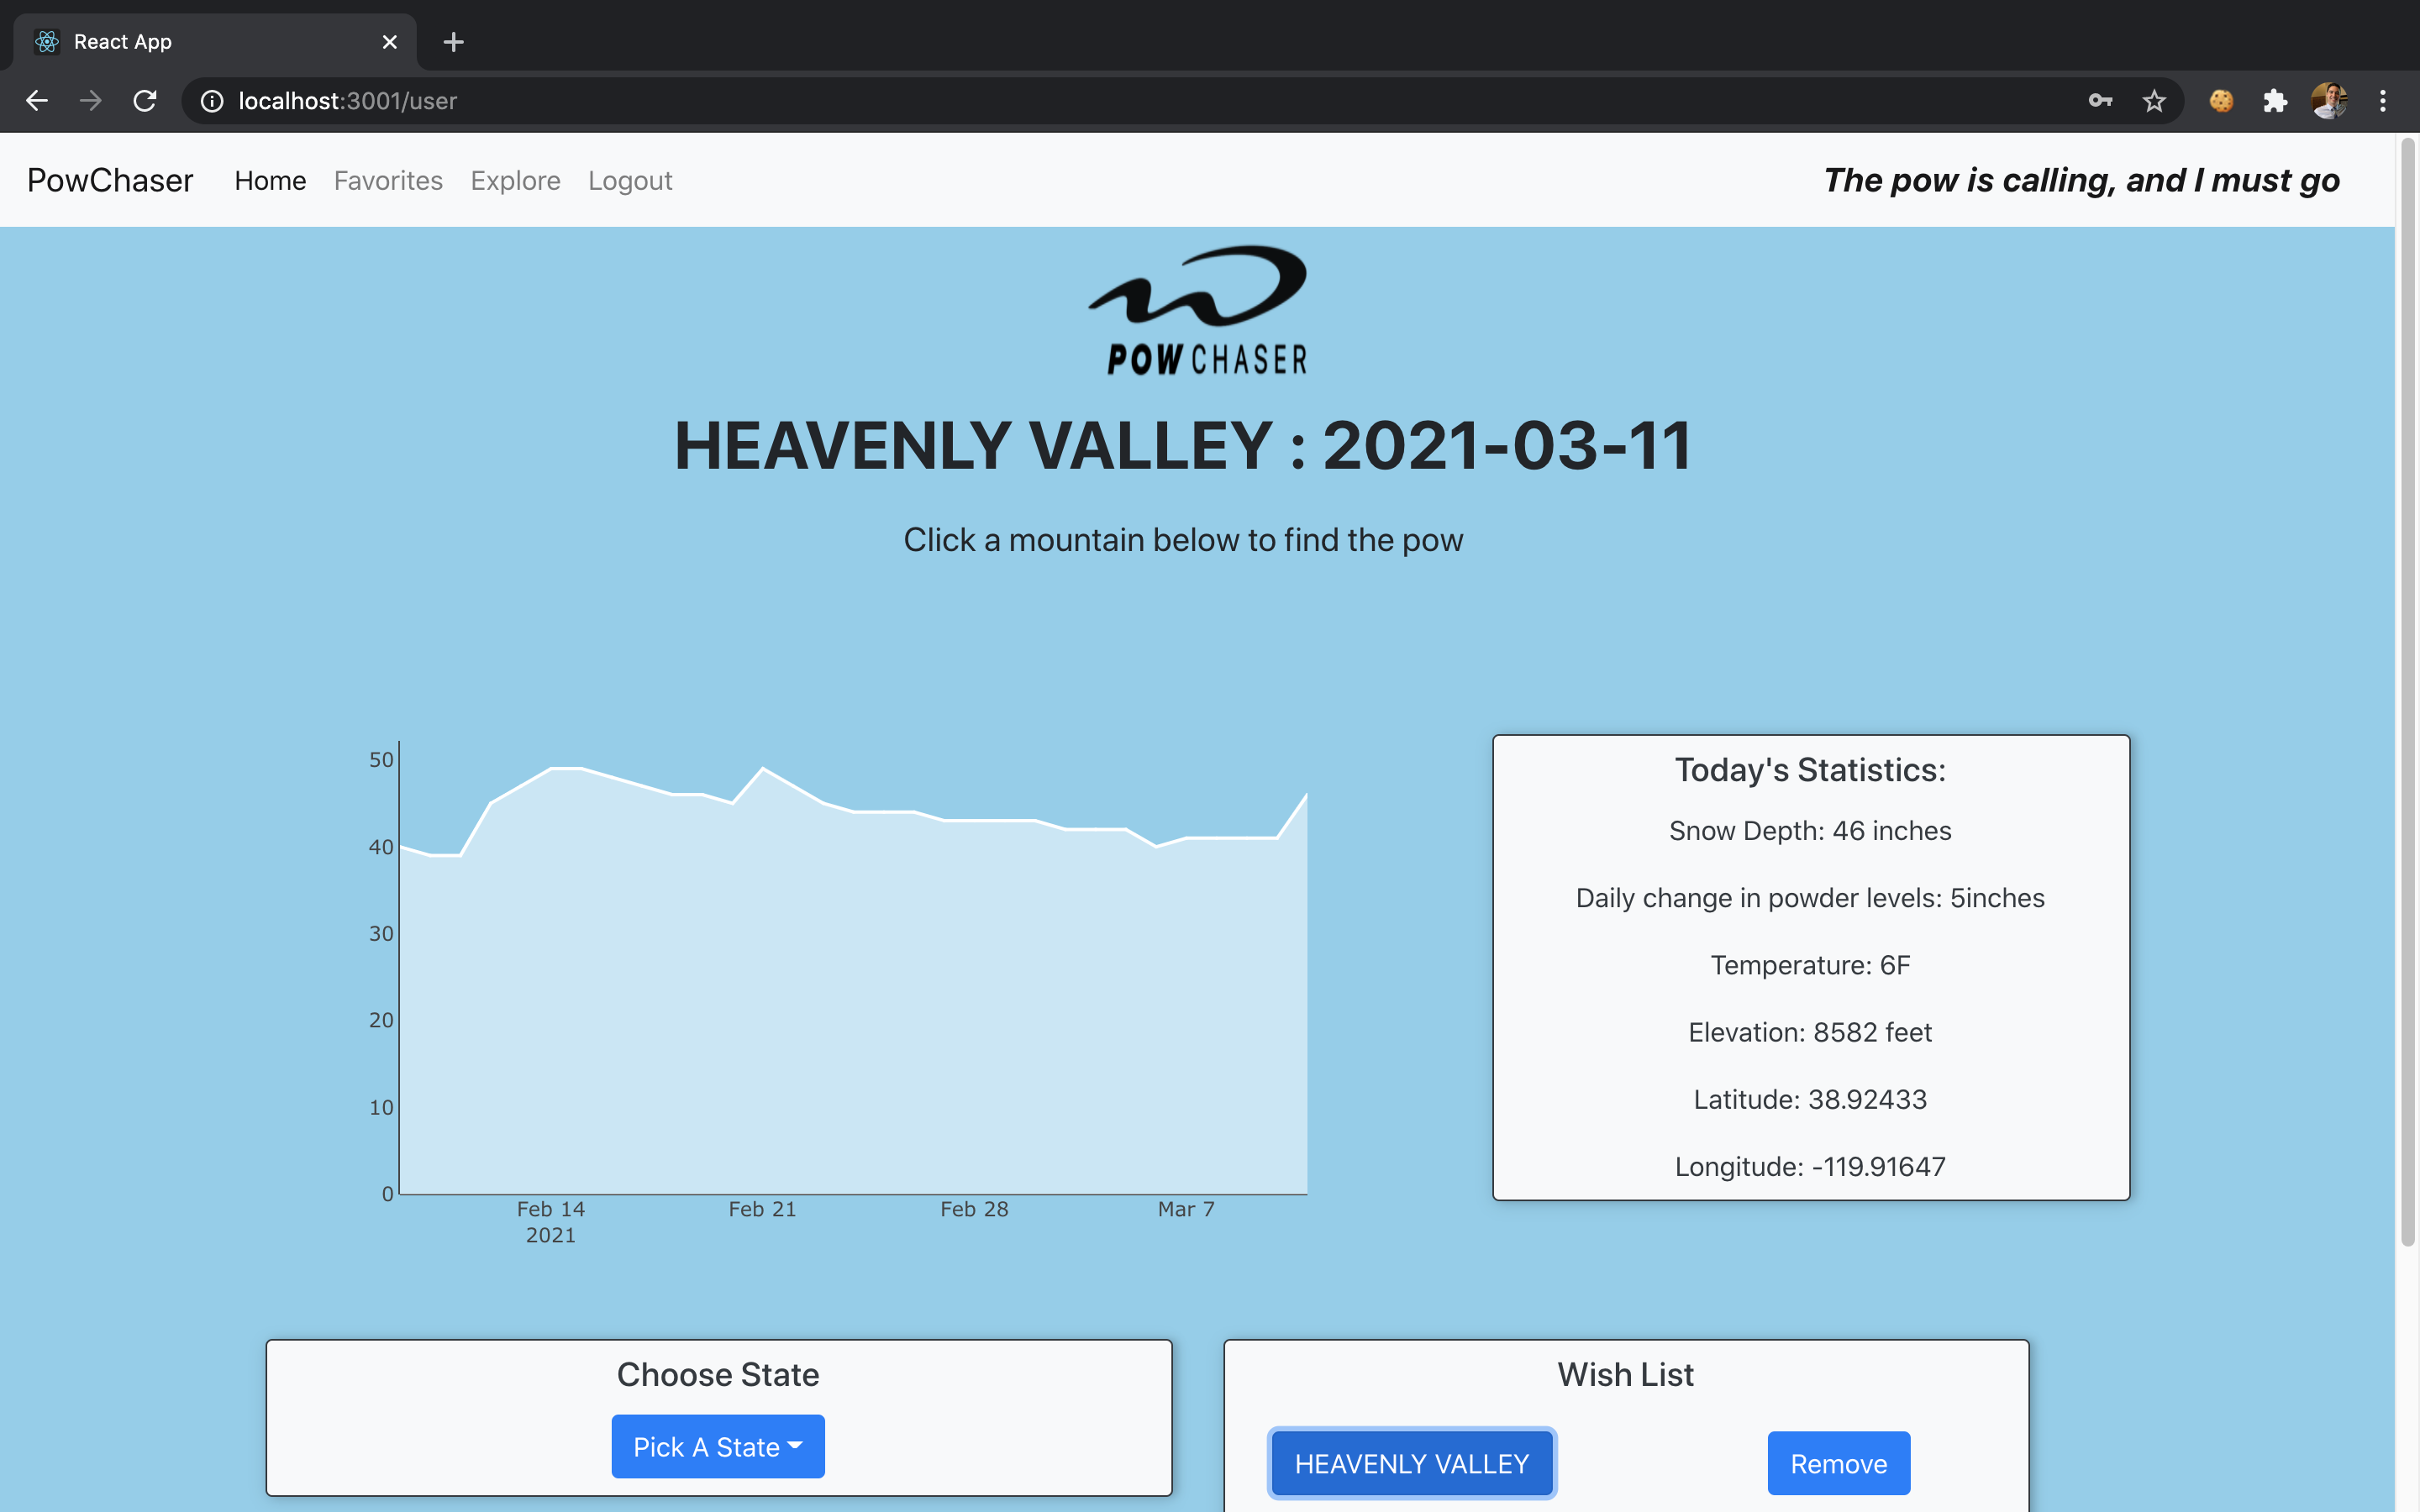 React App
localhost:3001/user
PowChaser Home Favorites Explore Logout
The pow is calling, and I must go
POW CHASER
HEAVENLY VALLEY : 2021-03-11
Click a mountain below to find the pow
50
40
30
20
10
0
Feb 14 Feb 21 Feb 28 Mar 7
2021
Today's Statistics:
Snow Depth: 46 inches
Daily change in powder levels: 5inches
Temperature: 6F
Elevation: 8582 feet
Latitude: 38.92433
Longitude: -119.91647
Choose State
Pick A State
Wish List
HEAVENLY VALLEY Remove